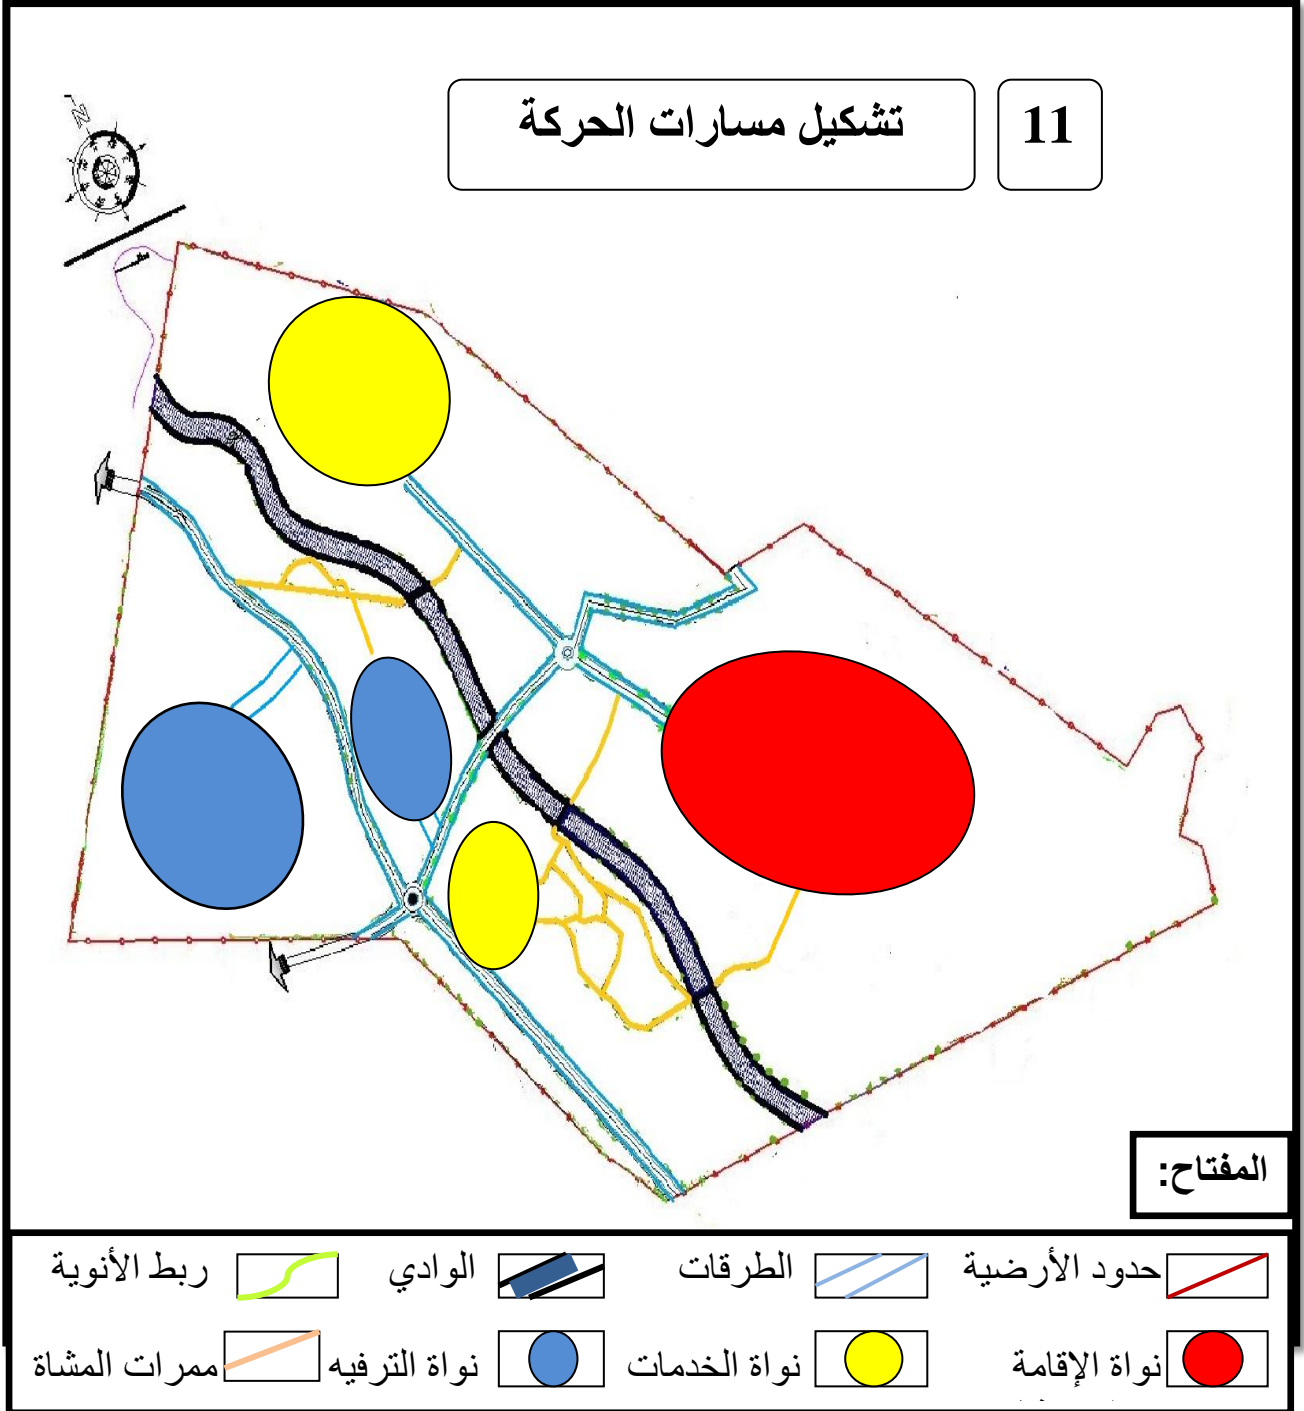 11
تشكيل مسارات الحركة
N
المفتاح:
حدود الأرضية
الطرقات
الوادي
ربط الأنوية
نواة الإقامة
نواة الخدمات
نواة الترفيه
ممرات المشاة